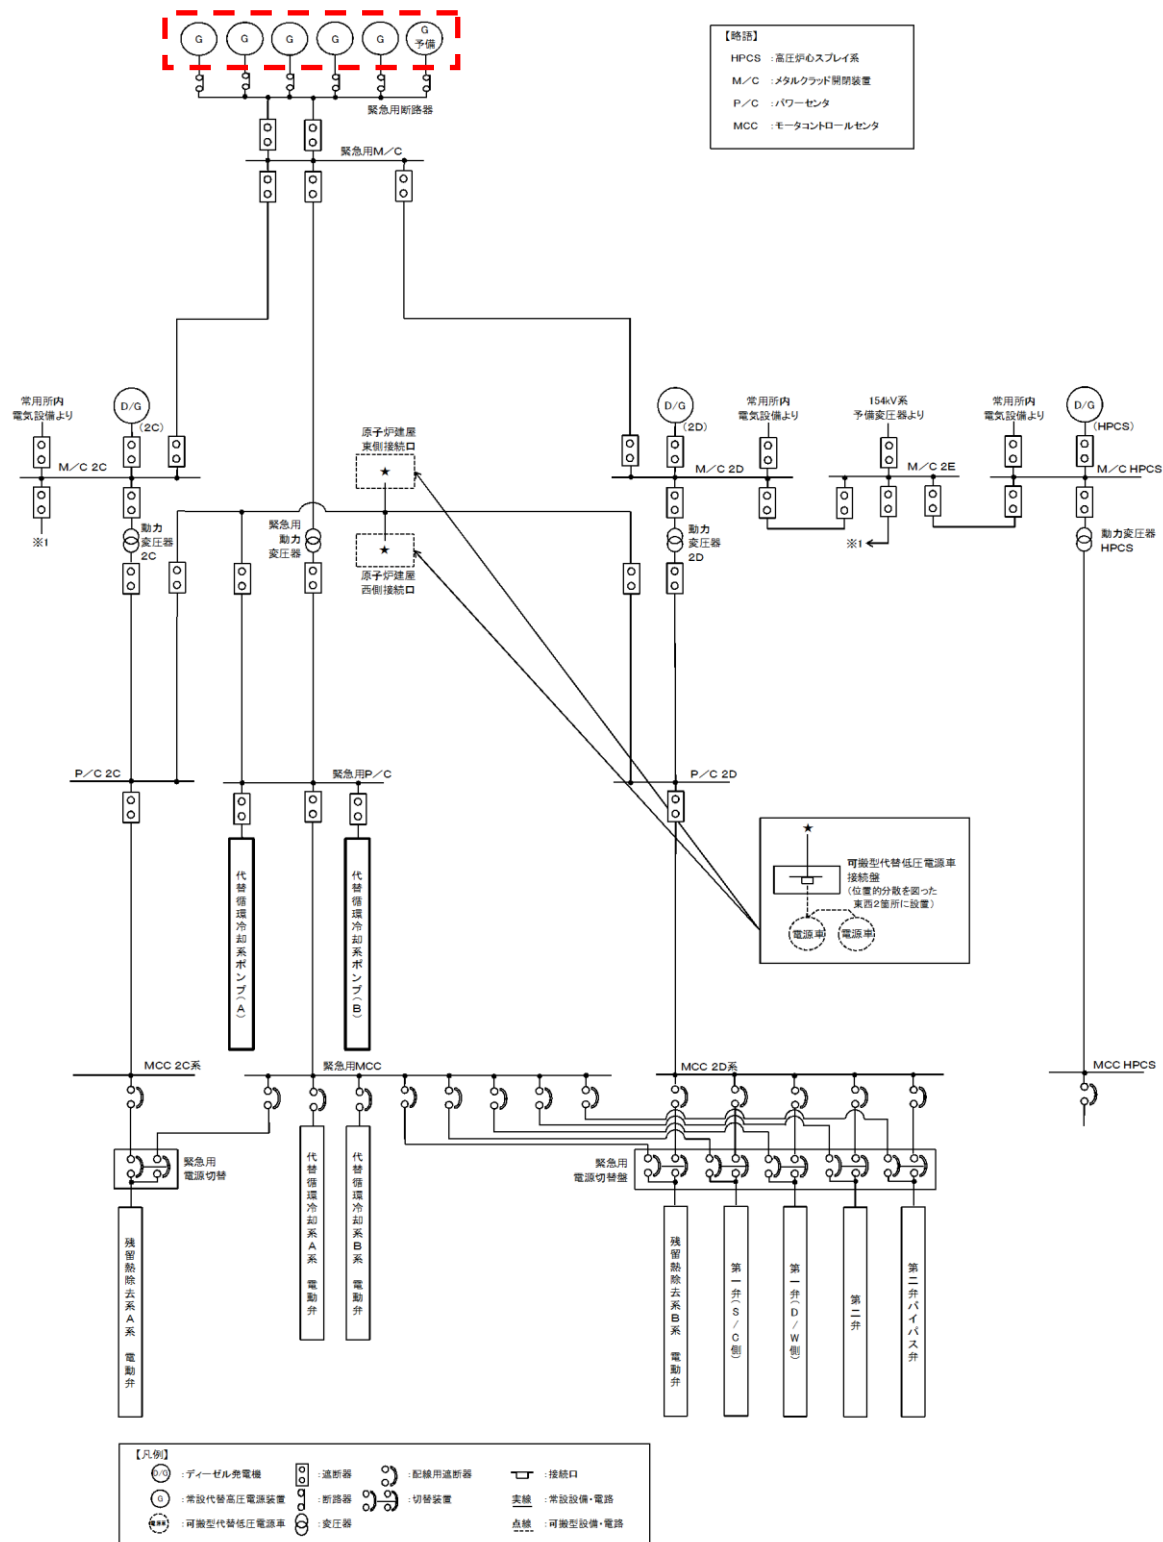 G
G
G
G
G
G
予備
緊急用断路器
緊急用M/C
【略語】
HPCS :高圧炉心スプレイ系
M/C :メタルクラッド開閉装置
P/C :パワーセンタ
MCC :モータコントロールセンタ
常用所内
電気設備より
D/G
(2C)
M/C 2C
※1
動力
変圧器
2C
緊急用
動力
変圧器
原子炉建屋
東側接続口
★
★
原子炉建屋
西側接続口
D/G
(2D)
M/C 2D
動力
変圧器
2D
常用所内
電気設備より
154kV系
予備変圧器より
M/C 2E
※1
常用所内
電気設備より
D/G
(HPCS)
M/C HPCS
動力変圧器
HPCS
P/C 2C
緊急用P/C
P/C 2D
代替循環冷却系ポンプ(A)
代替循環冷却系ポンプ(B)
★
可搬型代替低圧電源車
接続盤
(位置的分散を図った
東西2箇所に設置)
電源車
電源車
MCC 2C系
緊急用MCC
MCC 2D系
MCC HPCS
緊急用
電源切替
緊急用
電源切替盤
残留熱除去系A系 電動弁
代替循環冷却系A系 電動弁
代替循環冷却系B系 電動弁
残留熱除去系B系 電動弁
第一弁(S/C側)
第一弁(D/W側)
第二弁
第二弁バイパス弁
【凡例】
D/G :ディーゼル発電機
:遮断器
:配線用遮断器
:接続口
G :常設代替高圧電源装置
:断路器
:切替装置
実線 :常設設備・電路
電源車 :可搬型代替低圧電源車
:変圧器
点線 :可搬型設備・電路